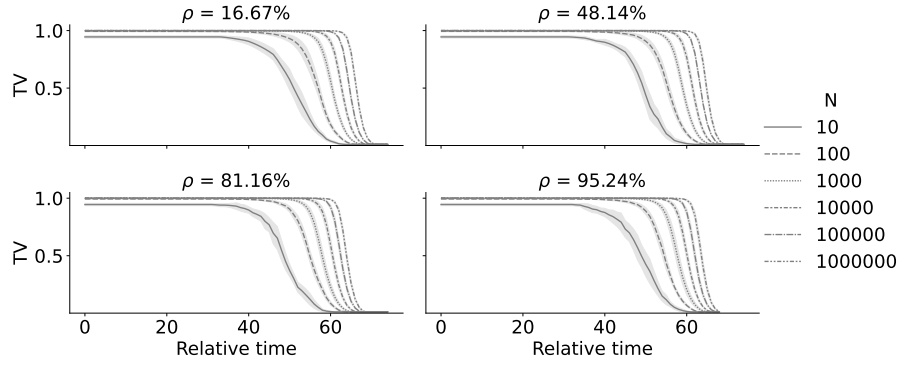 ρ = 16.67%
ρ = 48.14%
1.0
0.5
TV
N
10
100
1000
10000
100000
1000000
ρ = 81.16%
ρ = 95.24%
1.0
0.5
TV
0 20 40 60
0 20 40 60
Relative time
Relative time